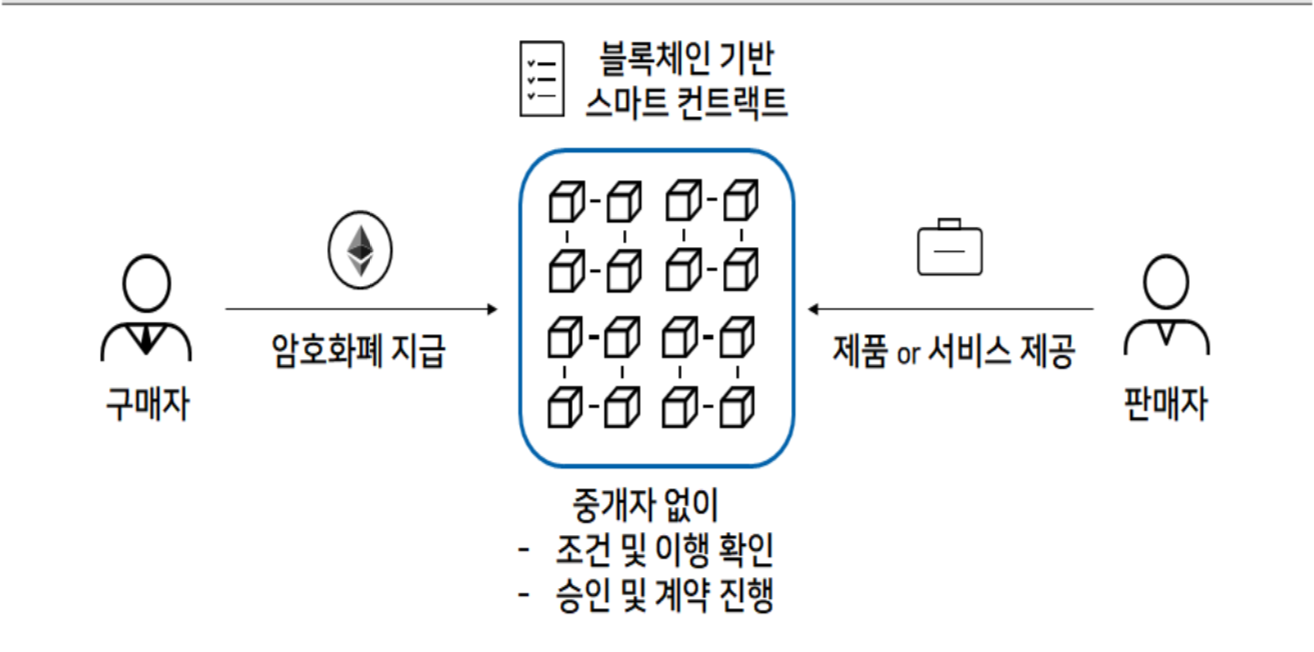 블록체인 기반
스마트 컨트랙트
암호화폐 지급
제품 or 서비스 제공
구매자
판매자
중개자 없이
- 조건 및 이행 확인
- 승인 및 계약 진행